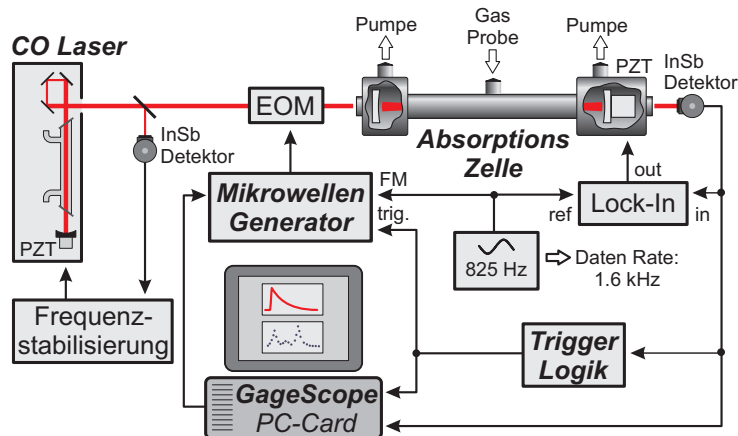 CO Laser
PZT
Frequenz-
stabilisierung
InSb
Detektor
EOM
Pumpe
Gas
Probe
Pumpe
PZT
InSb
Detektor
Absorptions
Zelle
Mikrowellen
Generator
FM
trig.
825 Hz
Daten Rate:
1.6 kHz
ref
Lock-In
in
out
Trigger
Logik
GageScope
PC-Card